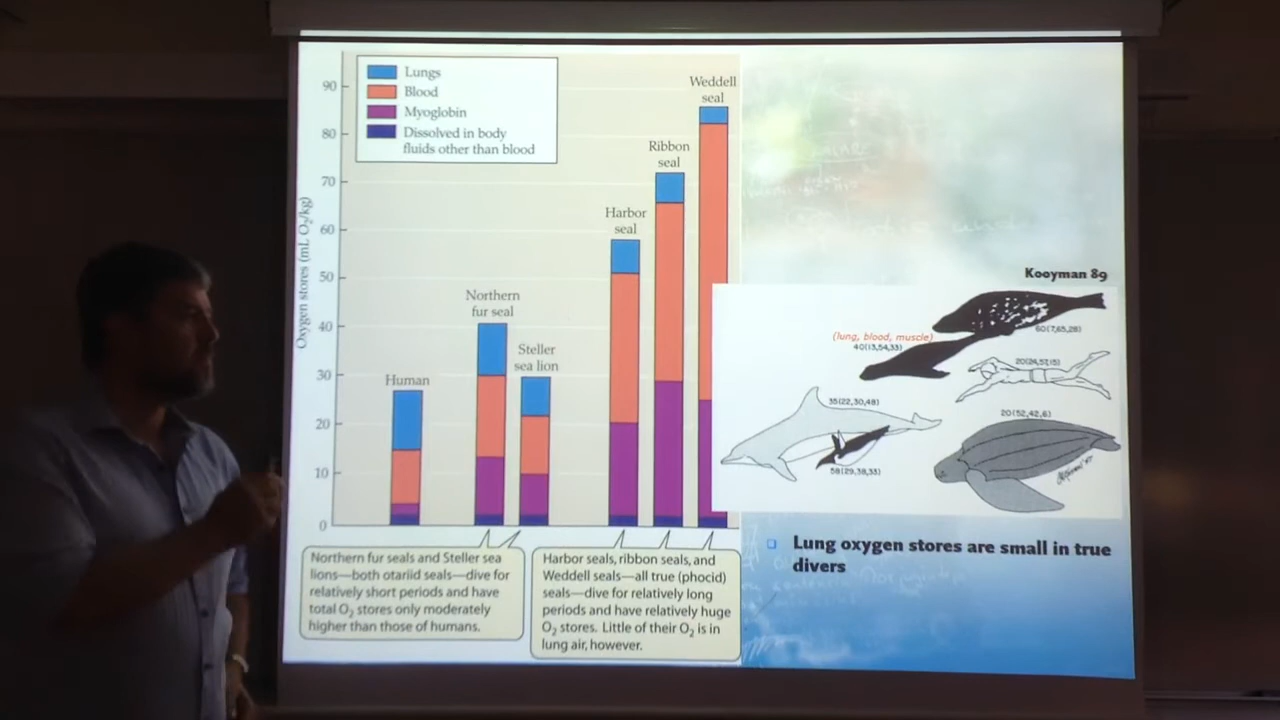 Lungs
Blood
Myoglobin
Dissolved in body
fluids other than blood
Oxygen stores (mL O2/kg)
90
80
70
60
50
40
30
20
10
0
Human
Northern
fur seal
Steller
sea lion
Harbor
seal
Ribbon
seal
Weddell
seal
Northern fur seals and Steller sea
lions—both otariid seals—dive for
relatively short periods and have
total O2 stores only moderately
higher than those of humans.
Harbor seals, ribbon seals, and
Weddell seals—all true (phocid)
seals—dive for relatively long
periods and have relatively huge
O2 stores. Little of their O2 is in
lung air, however.
Kooyman 89
60(7,65,28)
(lung, blood, muscle)
40(13,54,33)
20(24,57,15)
35(22,30,48)
20(52,42,6)
58(29,38,33)
Lung oxygen stores are small in true
divers